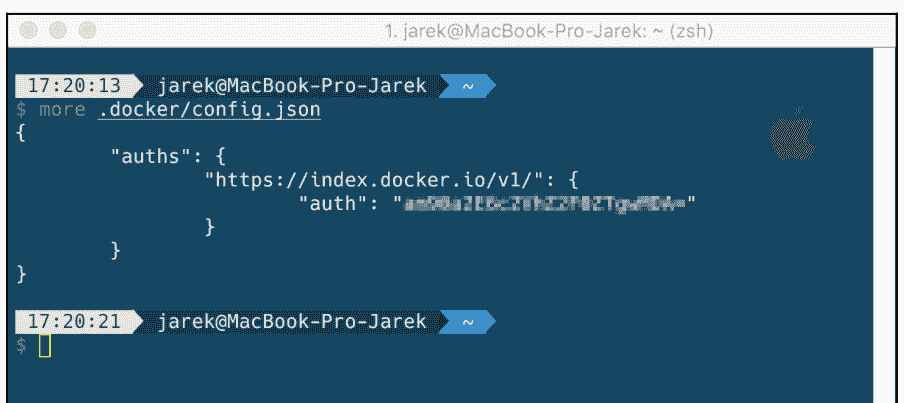 1. jarek@MacBook-Pro-Jarek: ~ (zsh)
17:20:13 jarek@MacBook-Pro-Jarek ~
$ more .docker/config.json
{
"auths": {
"https://index.docker.io/v1/": {
"auth": "
"
}
}
}
17:20:21 jarek@MacBook-Pro-Jarek ~
$